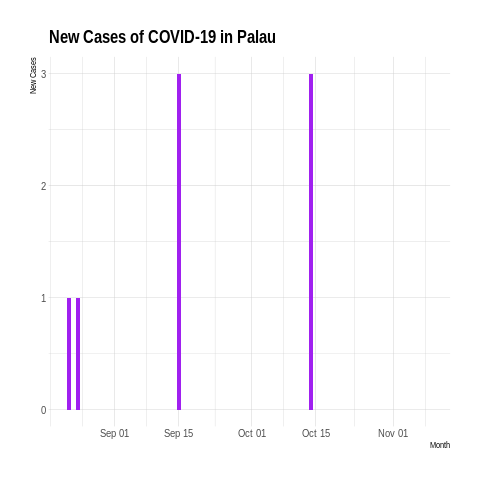 New Cases of COVID-19 in Palau
New Cases
3
2
1
0
Sep 01 Sep 15 Oct 01 Oct 15 Nov 01
Month